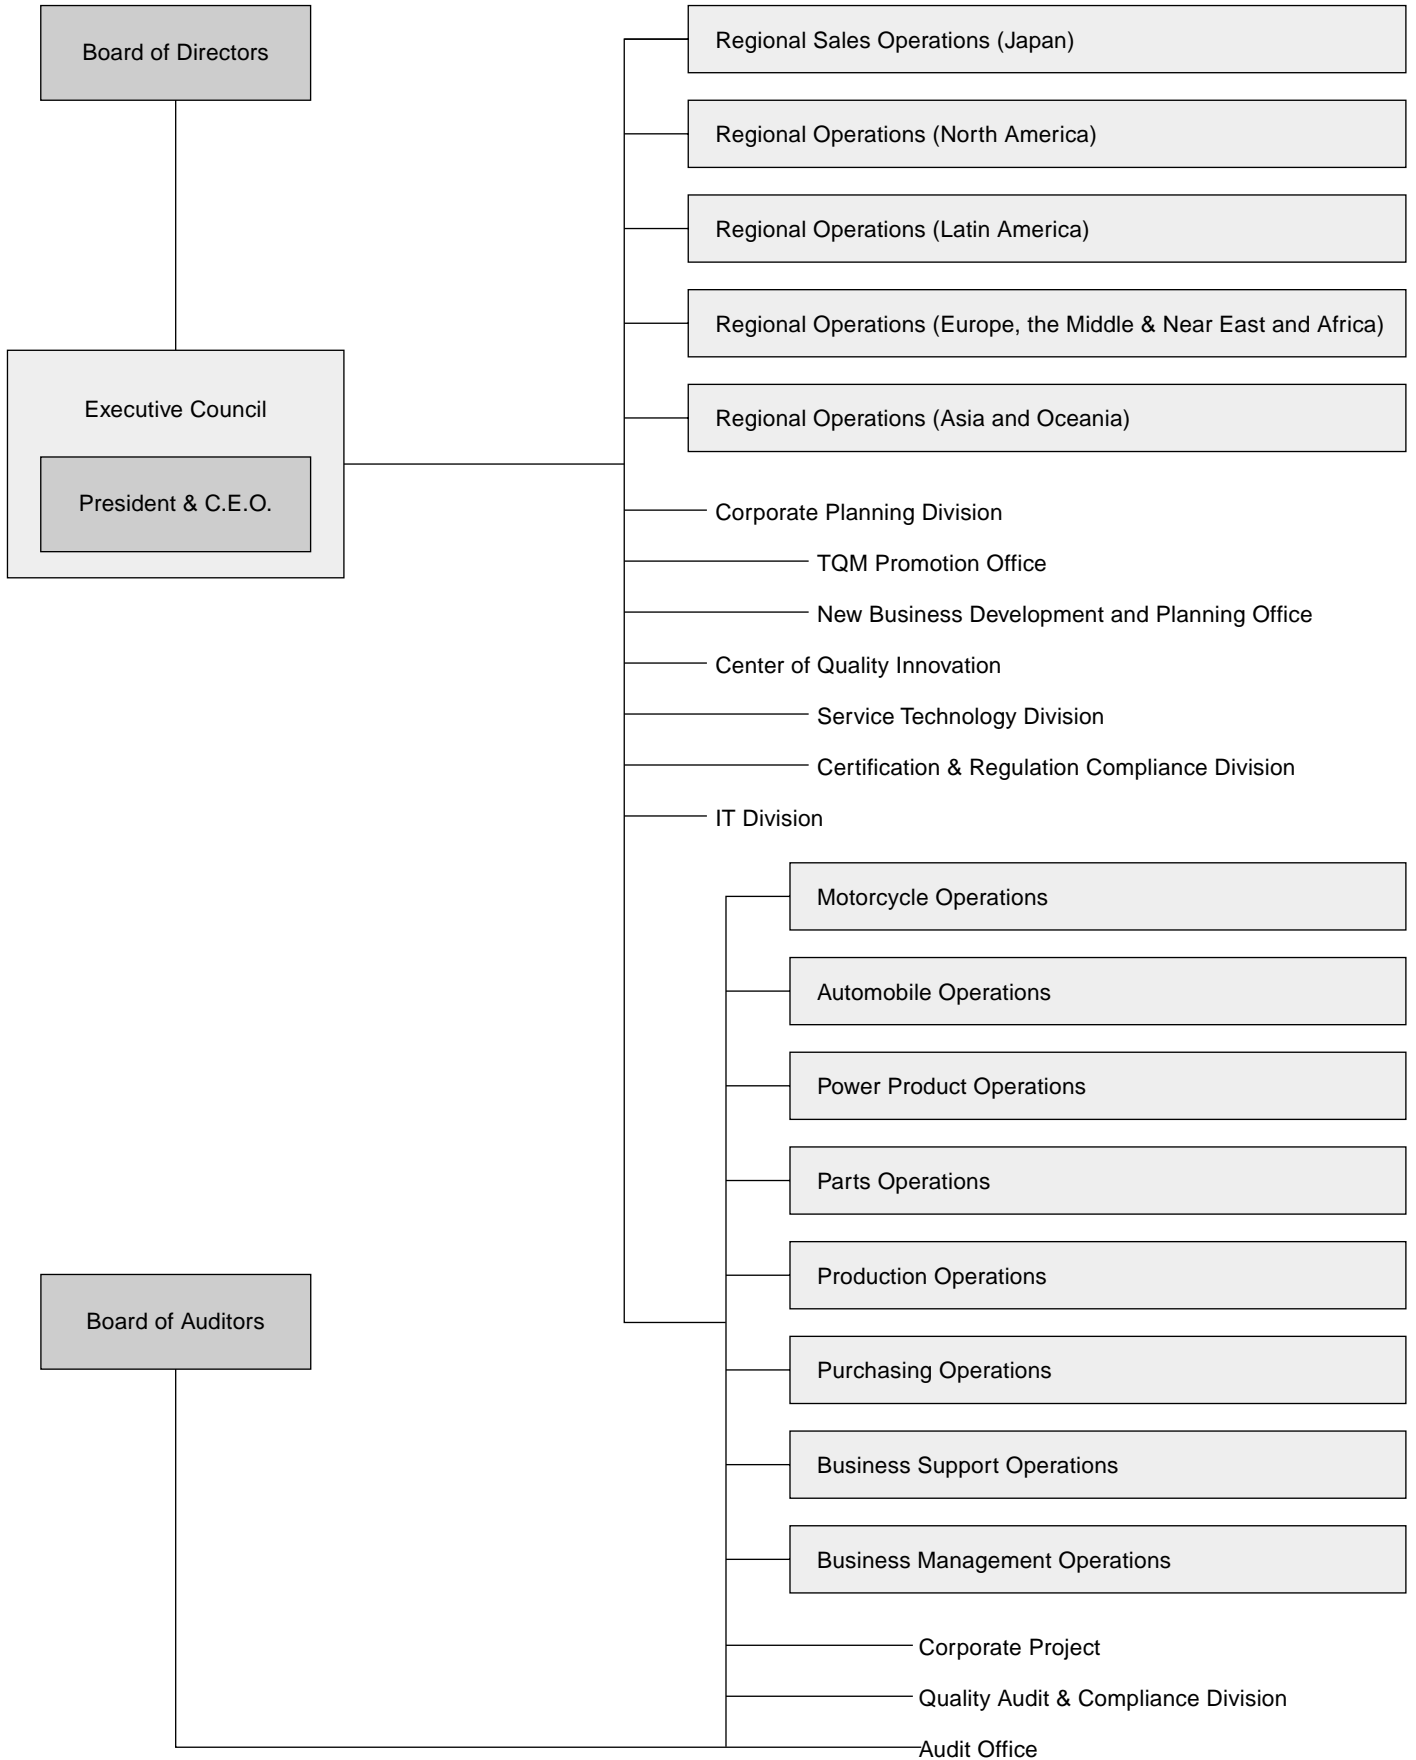 Board of Directors
Executive Council
President & C.E.O.
Board of Auditors
Regional Sales Operations (Japan)
Regional Operations (North America)
Regional Operations (Latin America)
Regional Operations (Europe, the Middle & Near East and Africa)
Regional Operations (Asia and Oceania)
Corporate Planning Division
TQM Promotion Office
New Business Development and Planning Office
Center of Quality Innovation
Service Technology Division
Certification & Regulation Compliance Division
IT Division
Motorcycle Operations
Automobile Operations
Power Product Operations
Parts Operations
Production Operations
Purchasing Operations
Business Support Operations
Business Management Operations
Corporate Project
Quality Audit & Compliance Division
Audit Office